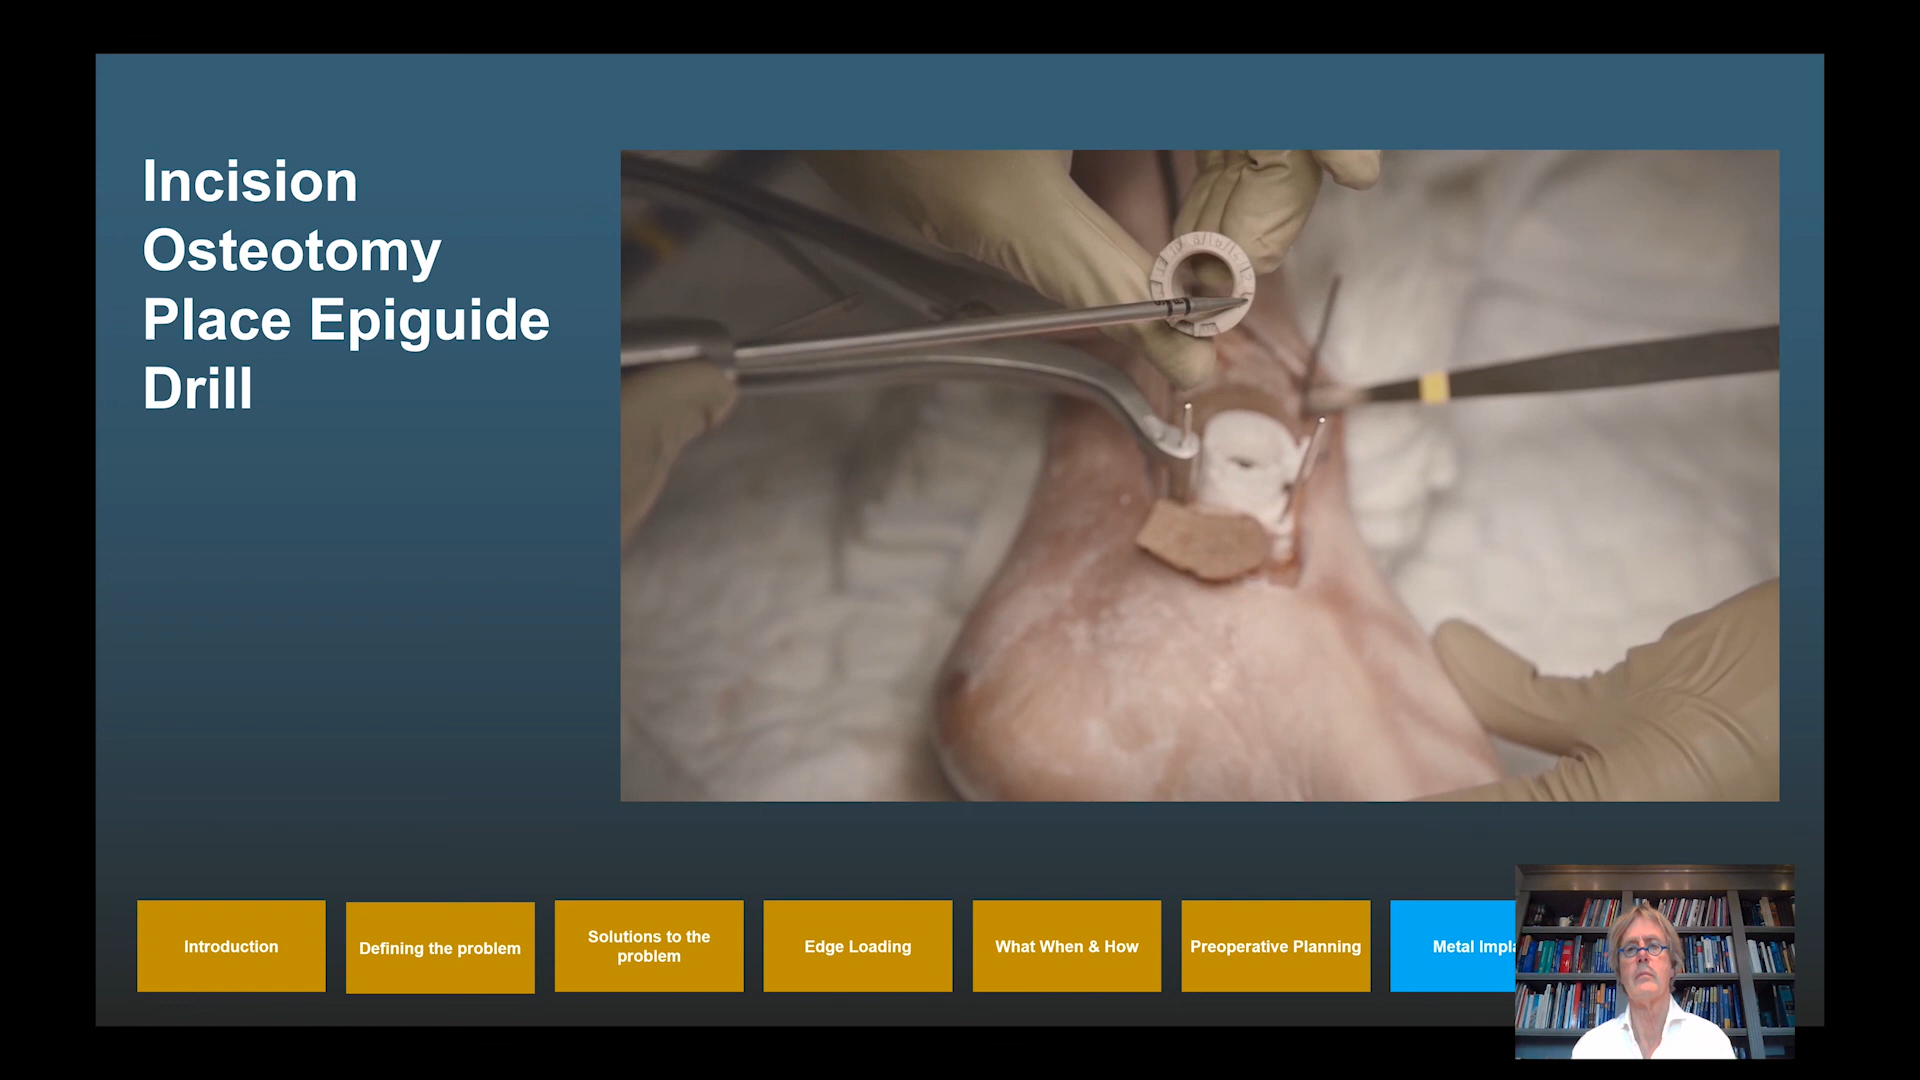 Incision
Osteotomy
Place Epiguide
Drill
Introduction
Defining the problem
Solutions to the
problem
Edge Loading
What When & How
Preoperative Planning
Metal